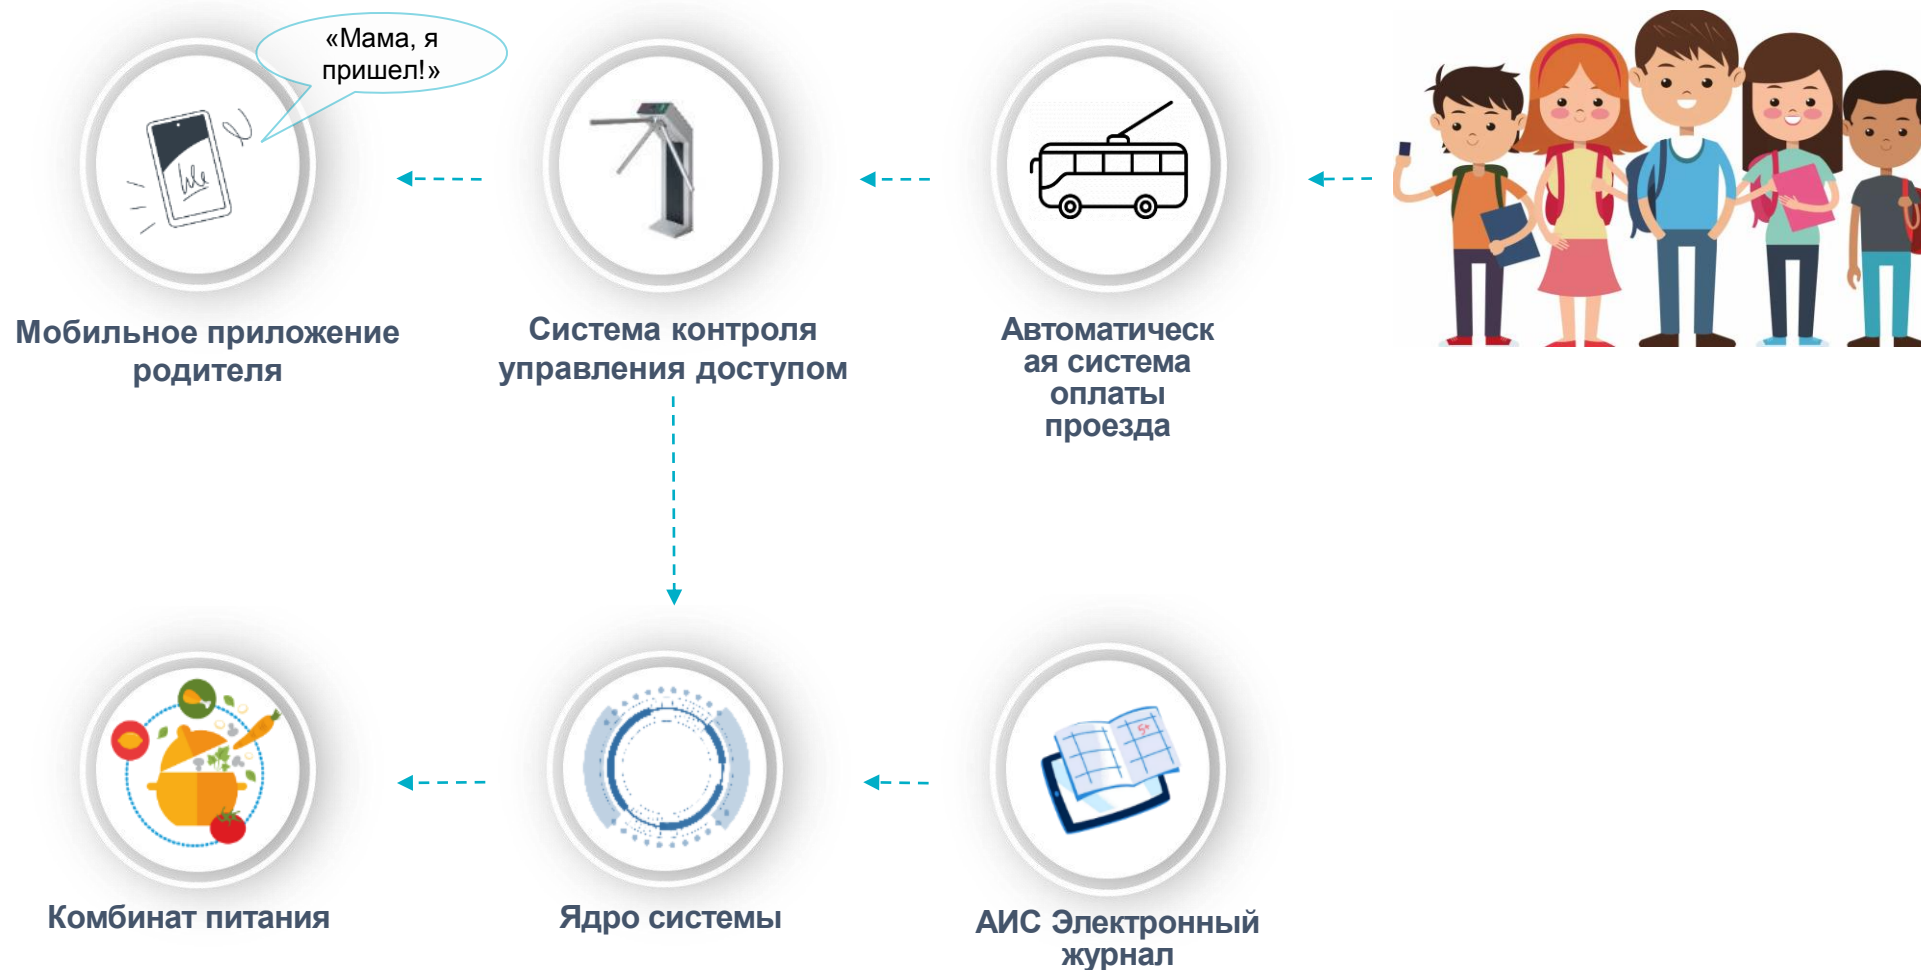 «Мама, я
пришел!»
Мобильное приложение
родителя
Система контроля
управления доступом
Автоматическ
ая система
оплаты
проезда
Комбинат питания
Ядро системы
5+
АИС Электронный
журнал